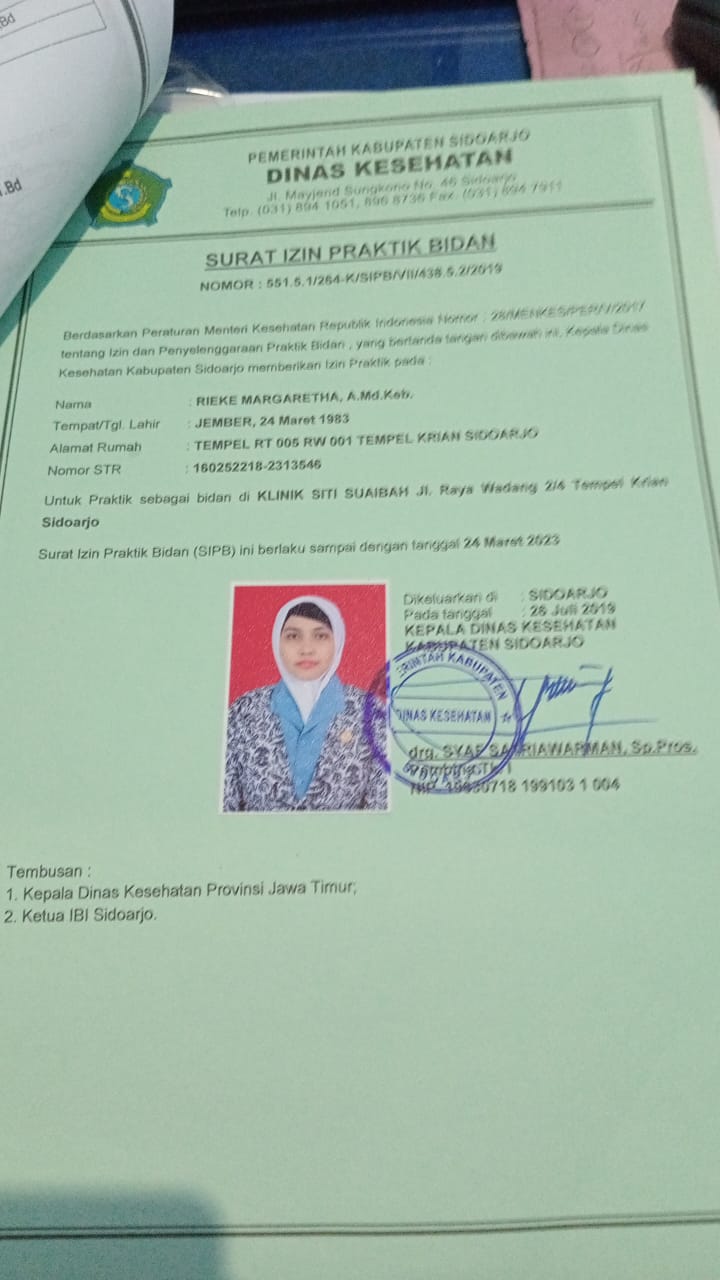 Bd
.Bd
PEMERINTAH KABUPATEN SIDOARJO
DINAS KESEHATAN
Jl. Mayjend Sungkono No. 46 Sidoarjo
Telp. (031) 894 1051, 896 8736 Fax. (031) 894 7911
SURAT IZIN PRAKTIK BIDAN
NOMOR : 551.5.1/264-K/SIPB/VII/438.5.2/2019
Berdasarkan Peraturan Menteri Kesehatan Republik Indonesia Nomor : 28/MENKES/PER/V/2017
tentang Izin dan Penyelenggaraan Praktik Bidan , yang bertanda tangan dibawah ini, Kepala Dinas
Kesehatan Kabupaten Sidoarjo memberikan Izin Praktik pada :
Nama : RIEKE MARGARETHA, A.Md.Keb.
Tempat/Tgl. Lahir : JEMBER, 24 Maret 1983
Alamat Rumah : TEMPEL RT 005 RW 001 TEMPEL KRIAN SIDOARJO
Nomor STR : 160252218-2313546
Untuk Praktik sebagai bidan di KLINIK SITI SUAIBAH Jl. Raya Wadang 2/4 Tempel Krian
Sidoarjo
Surat Izin Praktik Bidan (SIPB) ini berlaku sampai dengan tanggal 24 Maret 2023
Dikeluarkan di : SIDOARJO
Pada tanggal : 26 Juli 2019
KEPALA DINAS KESEHATAN
KABUPATEN SIDOARJO
DINAS KESEHATAN
drg. SYAF SATRIAWARMAN, Sp.Pros.
NIP. 19630718 199103 1 004
Tembusan :
1. Kepala Dinas Kesehatan Provinsi Jawa Timur;
2. Ketua IBI Sidoarjo.